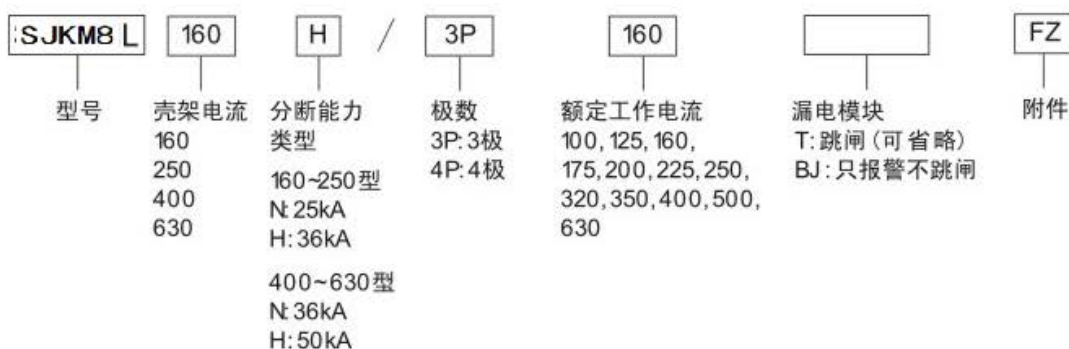 SJKM8 L 160 H / 3P 160 FZ
型号
壳架电流
160
250
400
630
分断能力
类型
160~250型
N:25kA
H:36kA
400~630型
N:36kA
H:50kA
极数
3P:3极
4P:4极
额定工作电流
100,125,160,
175,200,225,250,
320,350,400,500,
630
漏电模块
T:跳闸(可省略)
BJ:只报警不跳闸
附件